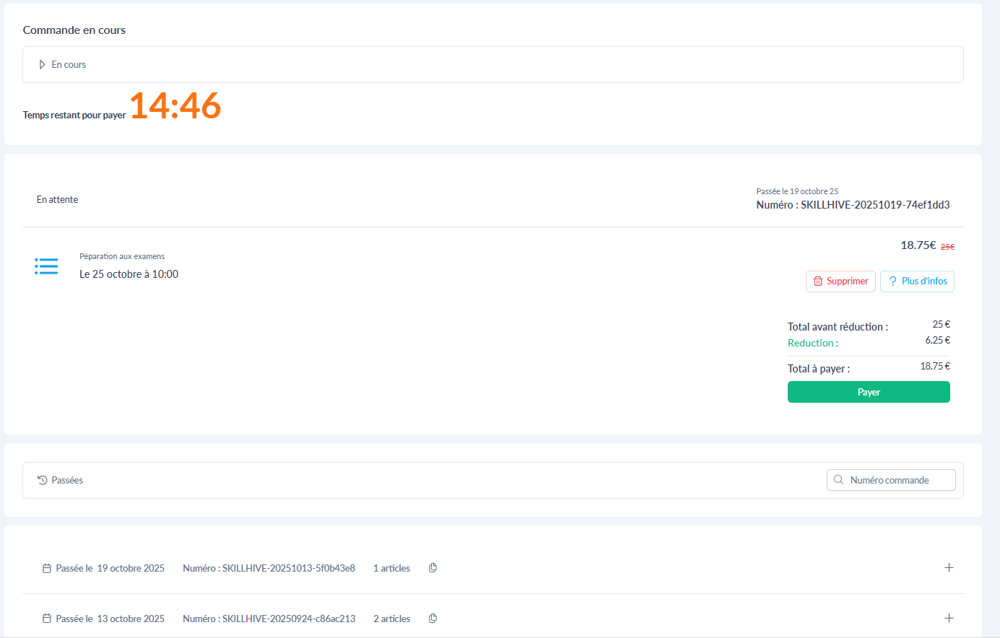 Commande en cours
En cours
Temps restant pour payer 14:46
En attente
Passée le 19 octobre 25
Numéro : SKILLHIVE-20251019-74ef1dd3
18.75€ 25€
Péparation aux examens
Le 25 octobre à 10:00
Supprimer
? Plus d'infos
Total avant réduction : 25 €
Reduction : 6.25 €
Total à payer : 18.75 €
Payer
Passées
Numéro commande
Passée le 19 octobre 2025 Numéro : SKILLHIVE-20251013-5f0b43e8 1 articles
Passée le 13 octobre 2025 Numéro : SKILLHIVE-20250924-c86ac213 2 articles